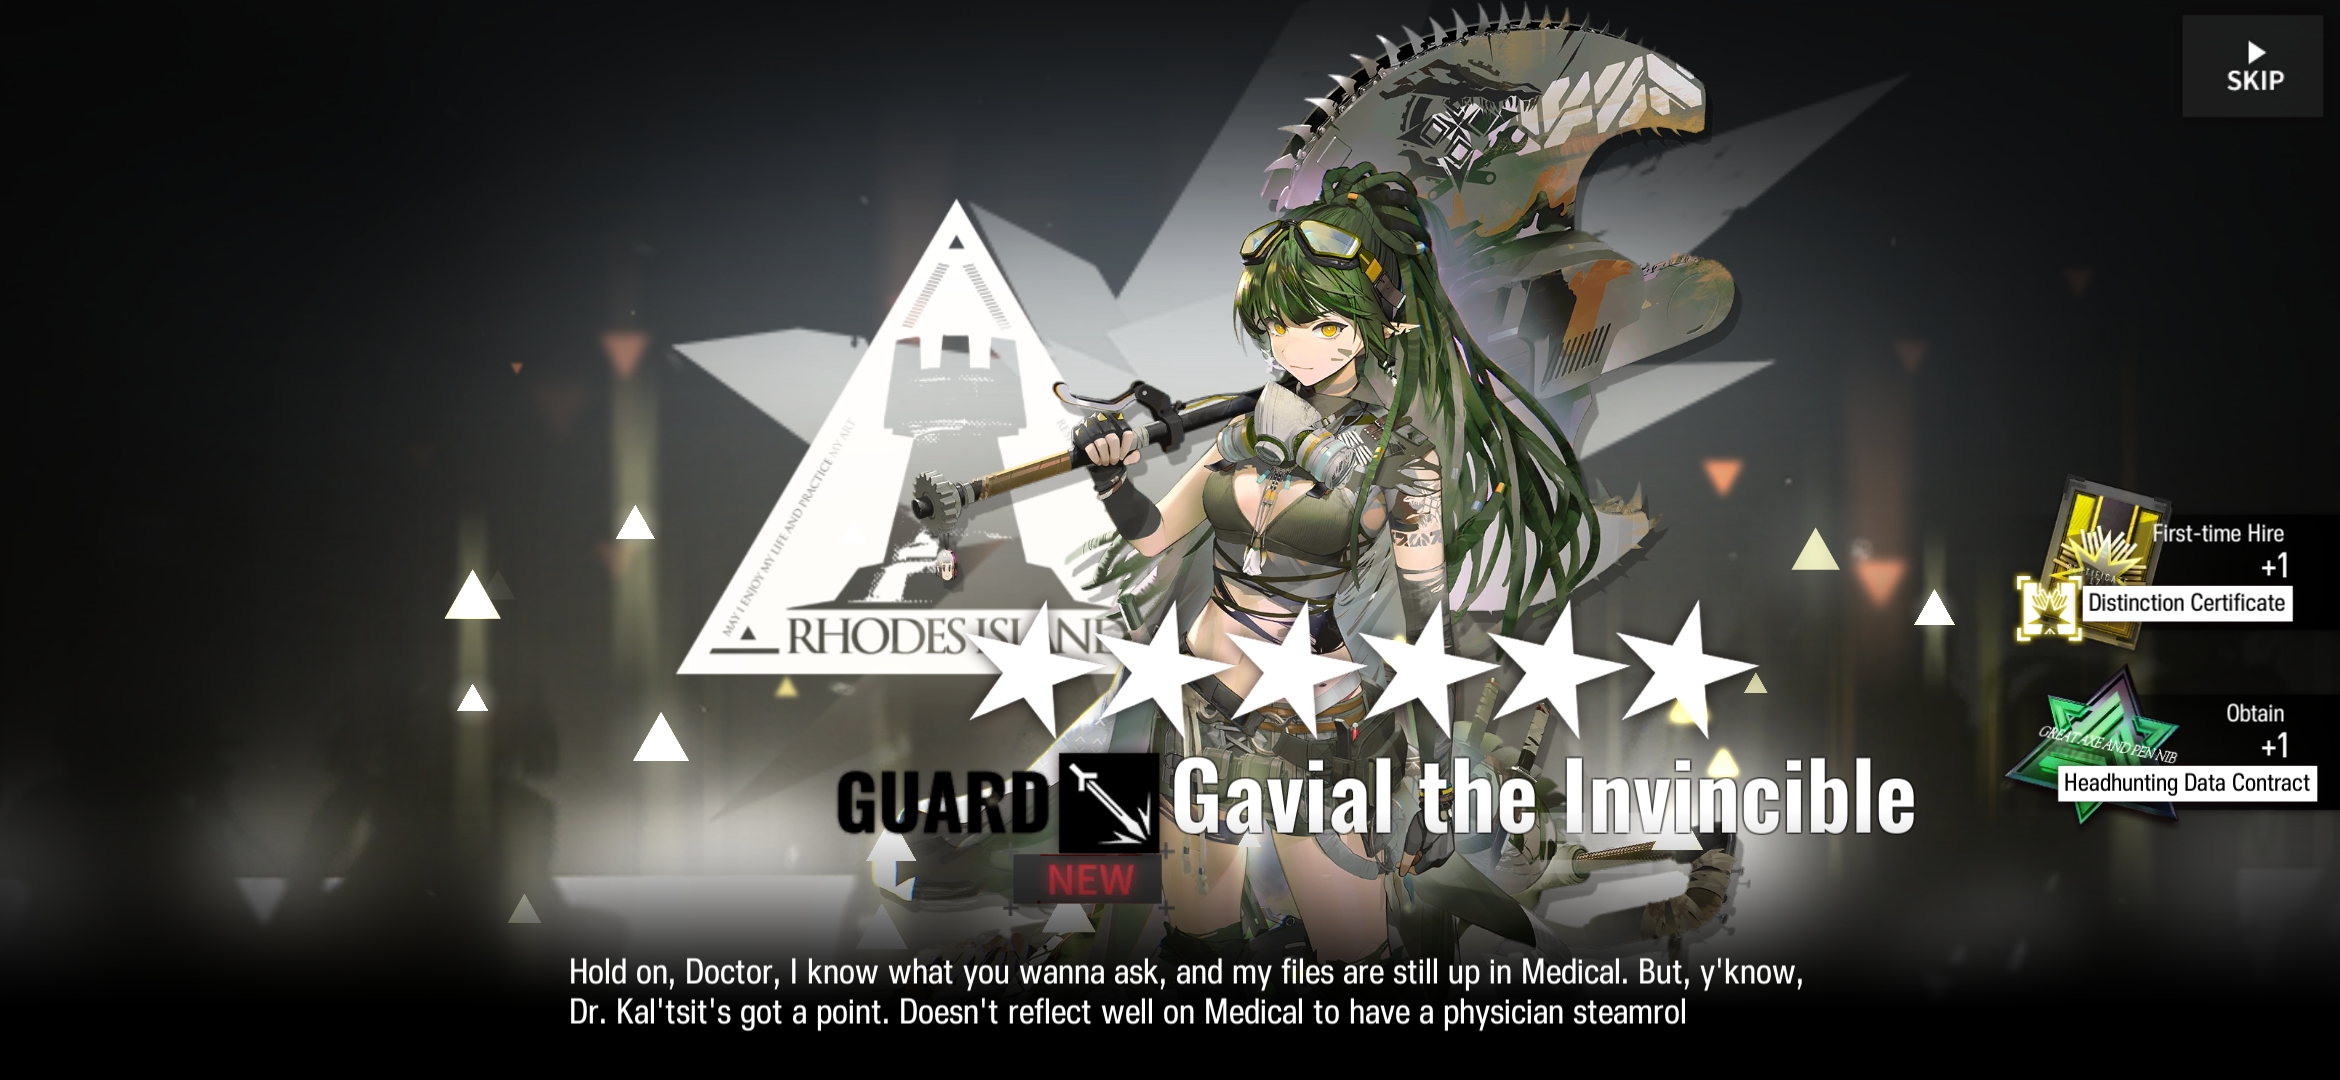 SKIP
MAY I ENJOY MY LIFE AND PRACTICE MY ART
RHODES ISLAND
First-time Hire
+1
Distinction Certificate
Obtain
+1
GREAT AXE AND PEN NIB
Headhunting Data Contract
GUARD
Gavial the Invincible
NEW
Hold on, Doctor, I know what you wanna ask, and my files are still up in Medical. But, y'know,
Dr. Kal'tsit's got a point. Doesn't reflect well on Medical to have a physician steamrol